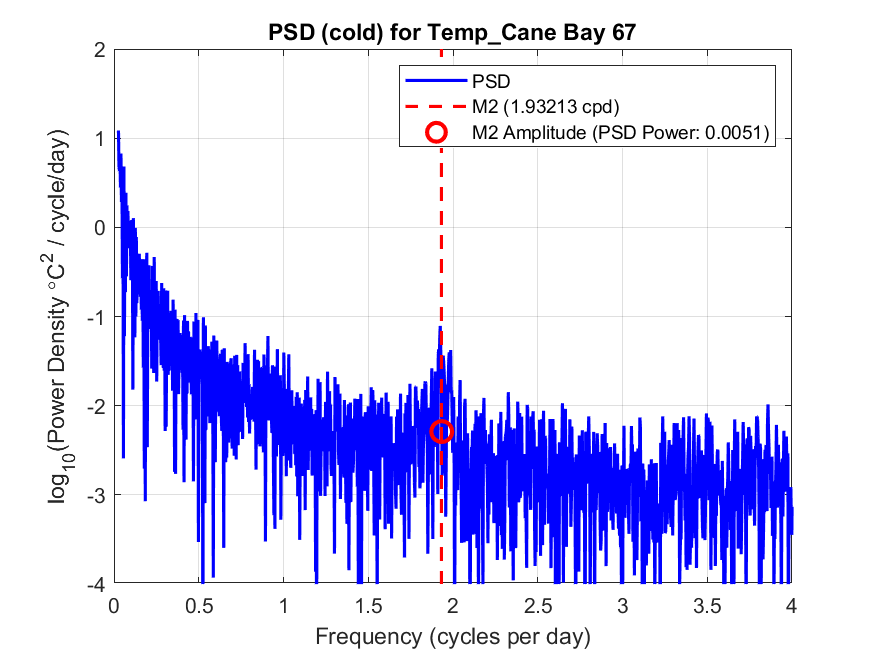 PSD (cold) for Temp_Cane Bay 67
PSD
M2 (1.93213 cpd)
M2 Amplitude (PSD Power: 0.0051)
log10(Power Density °C2 / cycle/day)
2
1
0
-1
-2
-3
-4
0 0.5 1 1.5 2 2.5 3 3.5 4
Frequency (cycles per day)